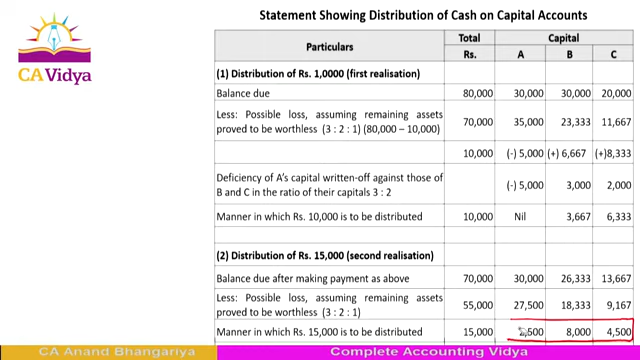 Statement Showing Distribution of Cash on Capital Accounts
CA Vidya
Particulars Total Capital
Rs. A B C
(1) Distribution of Rs. 1,0000 (first realisation)
Balance due 80,000 30,000 30,000 20,000
Less: Possible loss, assuming remaining assets
proved to be worthless (3 : 2 : 1) (80,000 – 10,000) 70,000 35,000 23,333 11,667
10,000 (-) 5,000 (+) 6,667 (+)8,333
Deficiency of A's capital written-off against those of
B and C in the ratio of their capitals 3 : 2 (-) 5,000 3,000 2,000
Manner in which Rs. 10,000 is to be distributed 10,000 Nil 3,667 6,333
(2) Distribution of Rs. 15,000 (second realisation)
Balance due after making payment as above 70,000 30,000 26,333 13,667
Less: Possible loss, assuming remaining assets
proved to be worthless (3 : 2 : 1) 55,000 27,500 18,333 9,167
Manner in which Rs. 15,000 is to be distributed 15,000 2,500 8,000 4,500
CA Anand Bhangariya Complete Accounting Vidya